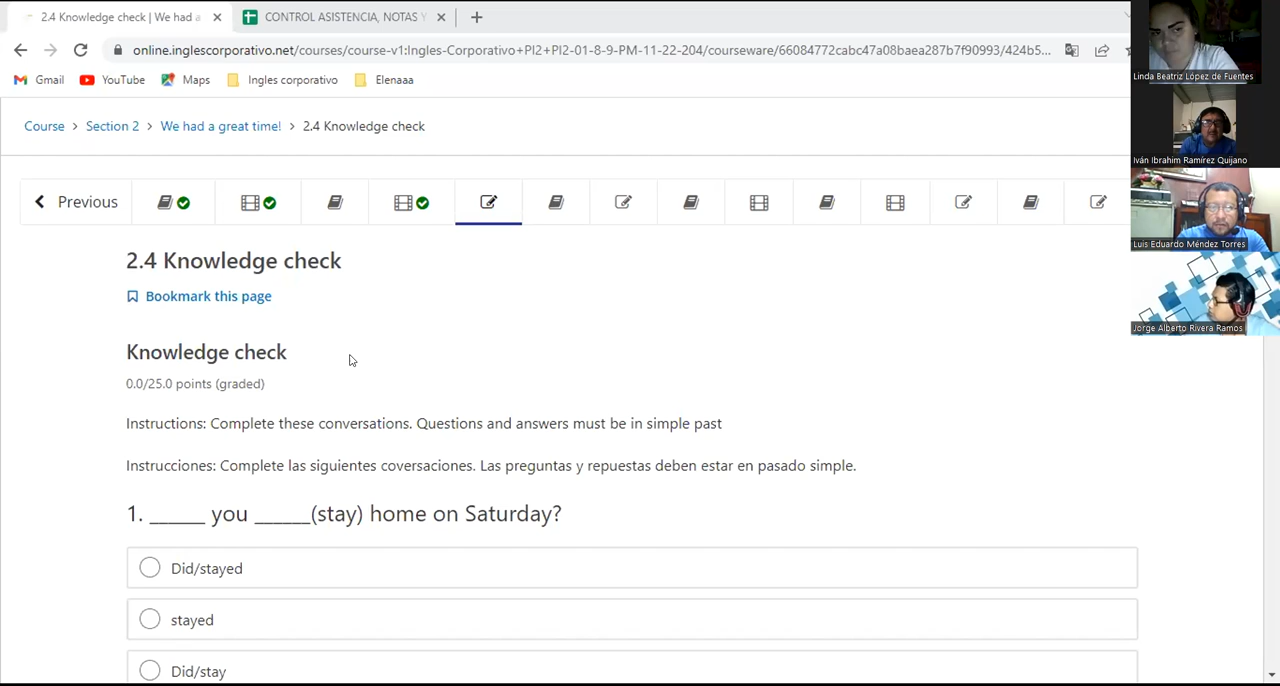 2.4 Knowledge check | We had a
CONTROL ASISTENCIA, NOTAS Y
online.inglescorporativo.net/courses/course-v1:Ingles-Corporativo+PI2+PI2-01-8-9-PM-11-22-204/courseware/66084772cabc47a08baea287b7f90993/424b5...
Gmail YouTube Maps Ingles corporativo Elenaaa
Linda Beatriz López de Fuentes
Iván Ibrahim Ramírez Quijano
Luis Eduardo Méndez Torres
Jorge Alberto Rivera Ramos
Course > Section 2 > We had a great time! > 2.4 Knowledge check
Previous
2.4 Knowledge check
Bookmark this page
Knowledge check
0.0/25.0 points (graded)
Instructions: Complete these conversations. Questions and answers must be in simple past
Instrucciones: Complete las siguientes coversaciones. Las preguntas y repuestas deben estar en pasado simple.
1. ______ you ______(stay) home on Saturday?
Did/stayed
stayed
Did/stay